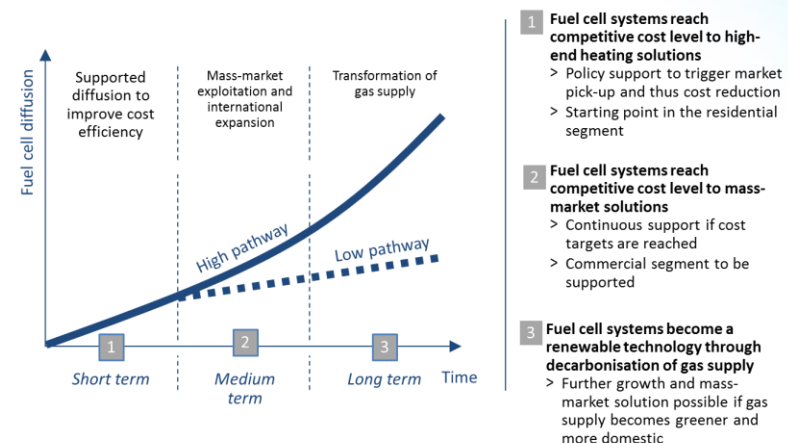 Fuel cell diffusion
Supported
diffusion to
improve cost
efficiency
Mass-market
exploitation and
international
expansion
Transformation of
gas supply
High pathway
Low pathway
1
2
3
Short term
Medium
term
Long term
Time
1
Fuel cell systems reach
competitive cost level to high-
end heating solutions
> Policy support to trigger market
pick-up and thus cost reduction
> Starting point in the residential
segment
2
Fuel cell systems reach
competitive cost level to mass-
market solutions
> Continuous support if cost
targets are reached
> Commercial segment to be
supported
3
Fuel cell systems become a
renewable technology through
decarbonisation of gas supply
> Further growth and mass-
market solution possible if gas
supply becomes greener and
more domestic